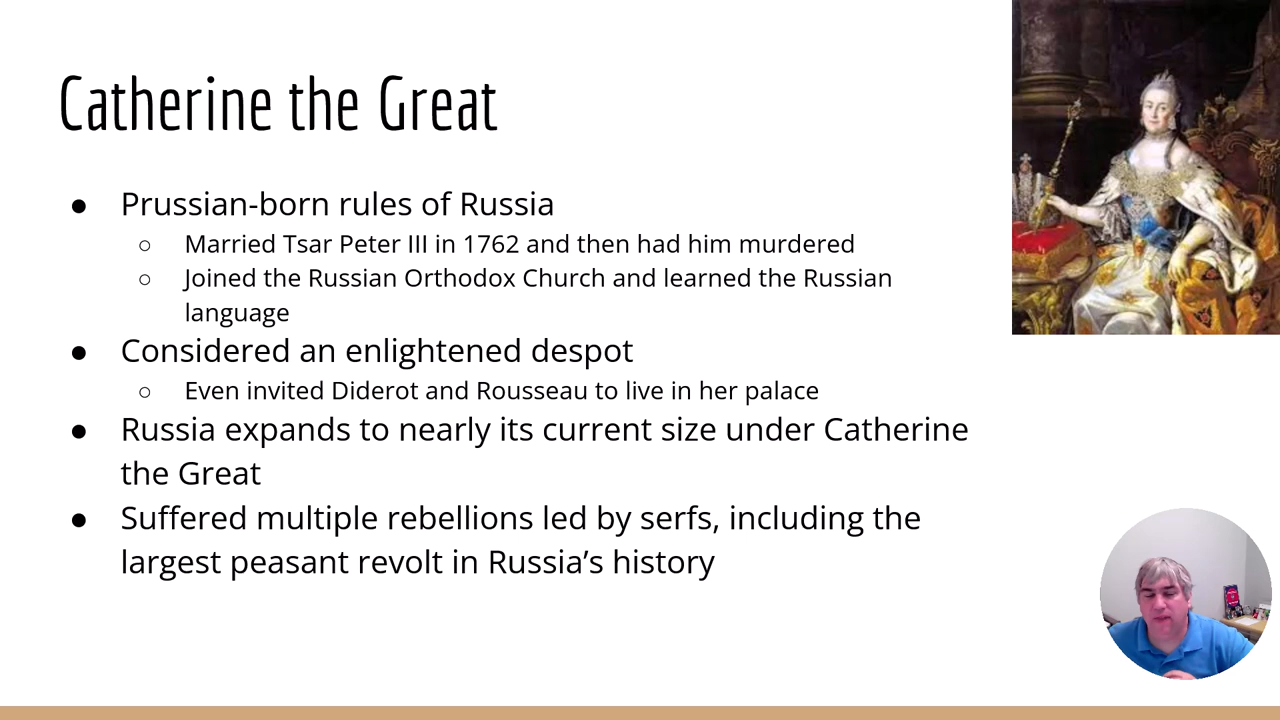 Catherine the Great
● Prussian-born rules of Russia
○ Married Tsar Peter III in 1762 and then had him murdered
○ Joined the Russian Orthodox Church and learned the Russian
language
● Considered an enlightened despot
○ Even invited Diderot and Rousseau to live in her palace
● Russia expands to nearly its current size under Catherine
the Great
● Suffered multiple rebellions led by serfs, including the
largest peasant revolt in Russia’s history